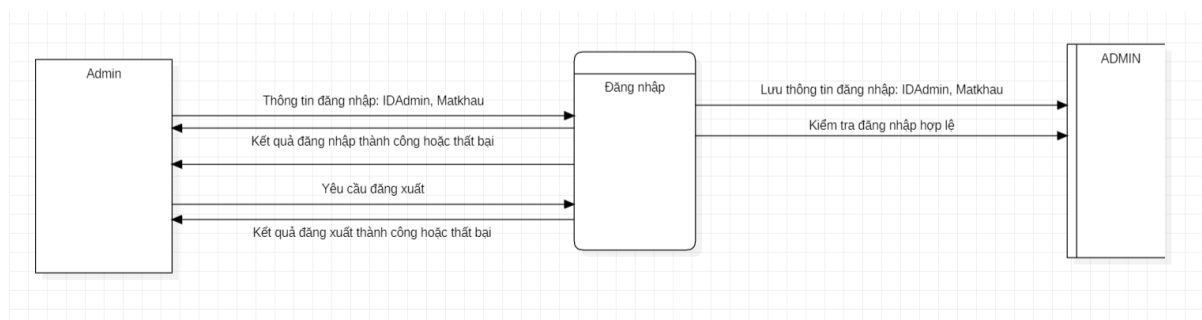 Admin
Thông tin đăng nhập: IDAdmin, Matkhau
Kết quả đăng nhập thành công hoặc thất bại
Yêu cầu đăng xuất
Kết quả đăng xuất thành công hoặc thất bại
Đăng nhập
Lưu thông tin đăng nhập: IDAdmin, Matkhau
Kiểm tra đăng nhập hợp lệ
ADMIN